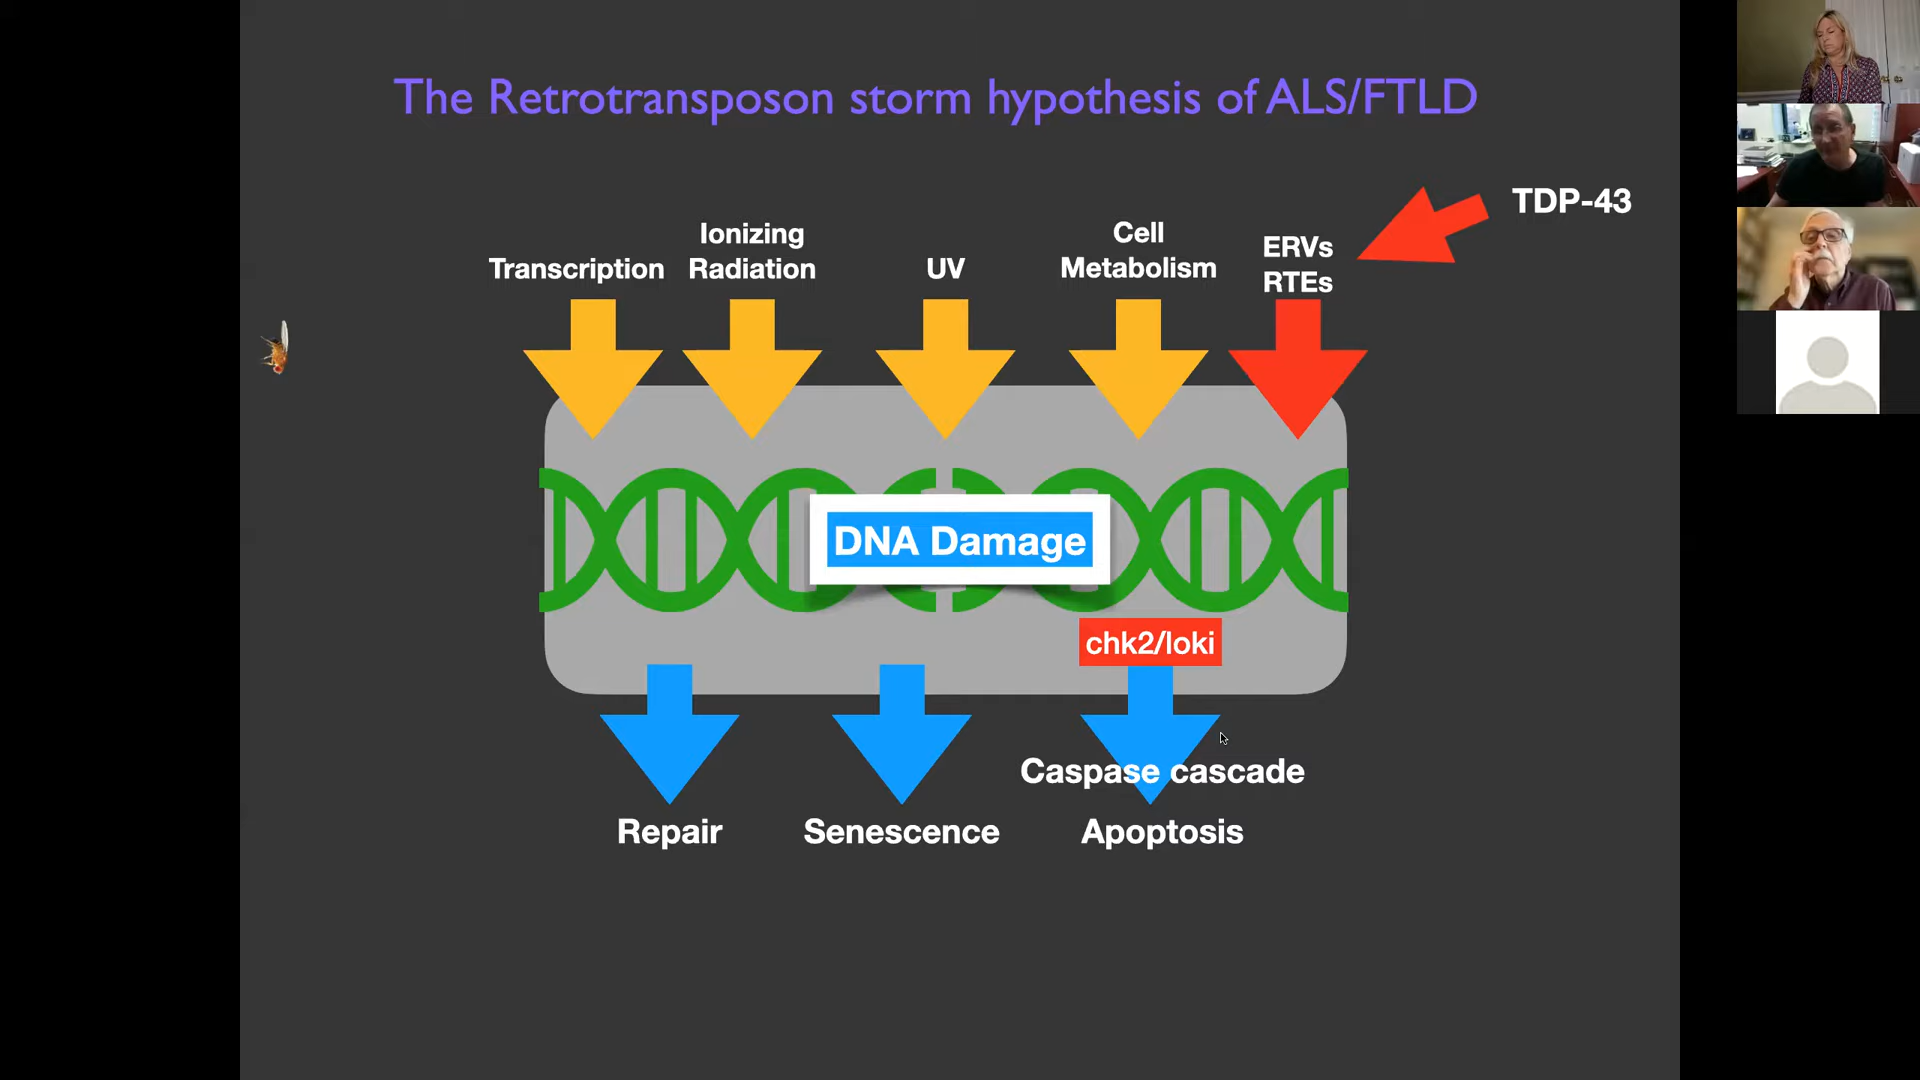 The Retrotransposon storm hypothesis of ALS/FTLD
TDP-43
Transcription
Ionizing
Radiation
UV
Cell
Metabolism
ERVs
RTEs
DNA Damage
chk2/loki
Caspase cascade
Repair
Senescence
Apoptosis